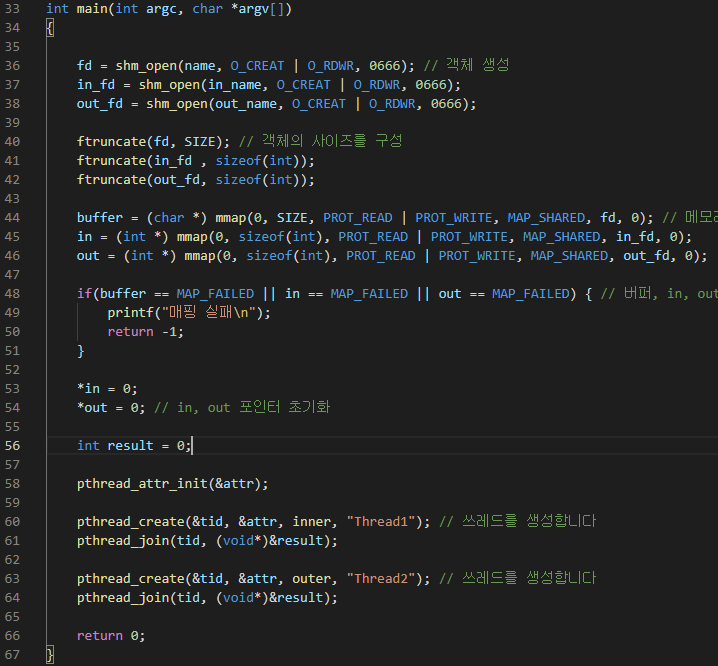 33 int main(int argc, char *argv[])
34 {
35
36 fd = shm_open(name, O_CREAT | O_RDWR, 0666); // 객체 생성
37 in_fd = shm_open(in_name, O_CREAT | O_RDWR, 0666);
38 out_fd = shm_open(out_name, O_CREAT | O_RDWR, 0666);
39
40 ftruncate(fd, SIZE); // 객체의 사이즈를 구성
41 ftruncate(in_fd , sizeof(int));
42 ftruncate(out_fd, sizeof(int));
43
44 buffer = (char *) mmap(0, SIZE, PROT_READ | PROT_WRITE, MAP_SHARED, fd, 0); // 메모리
45 in = (int *) mmap(0, sizeof(int), PROT_READ | PROT_WRITE, MAP_SHARED, in_fd, 0);
46 out = (int *) mmap(0, sizeof(int), PROT_READ | PROT_WRITE, MAP_SHARED, out_fd, 0);
47
48 if(buffer == MAP_FAILED || in == MAP_FAILED || out == MAP_FAILED) { // 버퍼, in, out
49 printf("매핑 실패\n");
50 return -1;
51 }
52
53 *in = 0;
54 *out = 0; // in, out 포인터 초기화
55
56 int result = 0;
57
58 pthread_attr_init(&attr);
59
60 pthread_create(&tid, &attr, inner, "Thread1"); // 쓰레드를 생성합니다
61 pthread_join(tid, (void*)&result);
62
63 pthread_create(&tid, &attr, outer, "Thread2"); // 쓰레드를 생성합니다
64 pthread_join(tid, (void*)&result);
65
66 return 0;
67 }